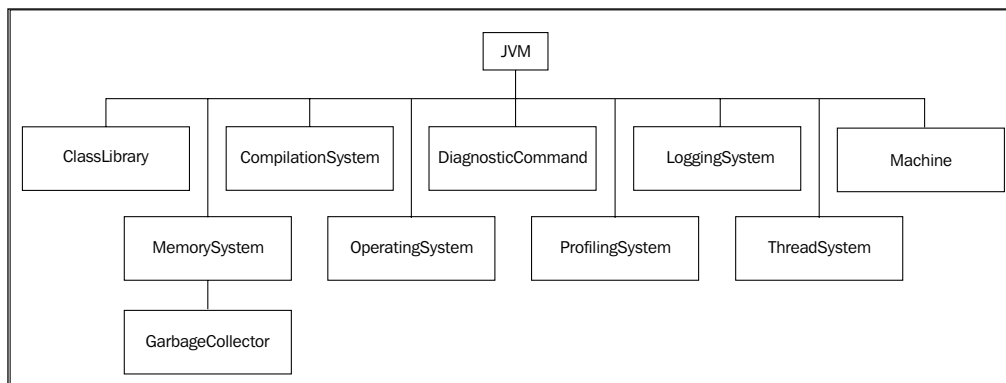 JVM
ClassLibrary
CompilationSystem
DiagnosticCommand
LoggingSystem
Machine
MemorySystem
OperatingSystem
ProfilingSystem
ThreadSystem
GarbageCollector